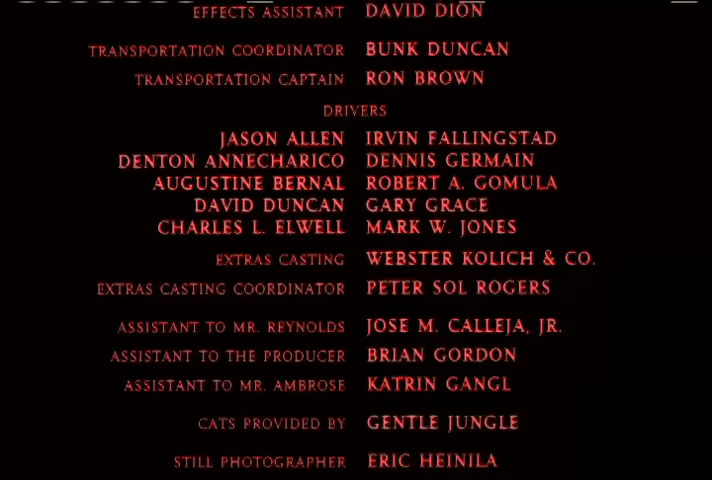 EFFECTS ASSISTANT DAVID DION
TRANSPORTATION COORDINATOR BUNK DUNCAN
TRANSPORTATION CAPTAIN RON BROWN
DRIVERS
JASON ALLEN IRVIN FALLINGSTAD
DENTON ANNECHARICO DENNIS GERMAIN
AUGUSTINE BERNAL ROBERT A. GOMULA
DAVID DUNCAN GARY GRACE
CHARLES L. ELWELL MARK W. JONES
EXTRAS CASTING WEBSTER KOLICH & CO.
EXTRAS CASTING COORDINATOR PETER SOL ROGERS
ASSISTANT TO MR. REYNOLDS JOSE M. CALLEJA, JR.
ASSISTANT TO THE PRODUCER BRIAN GORDON
ASSISTANT TO MR. AMBROSE KATRIN GANGL
CATS PROVIDED BY GENTLE JUNGLE
STILL PHOTOGRAPHER ERIC HEINILA